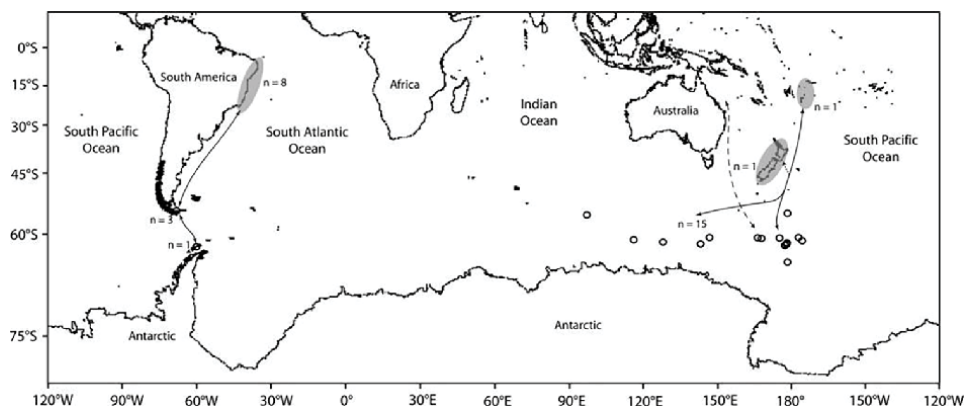 0°S
15°S
30°S
45°S
60°S
75°S
South America
n = 8
Africa
Indian
Ocean
Australia
n = 1
South Pacific
Ocean
South Atlantic
Ocean
South Pacific
Ocean
n = 1
n = 3
n = 15
n = 1
Antarctic
Antarctic
120°W
90°W
60°W
30°W
0°
30°E
60°E
90°E
120°E
150°E
180°
150°W
120°W